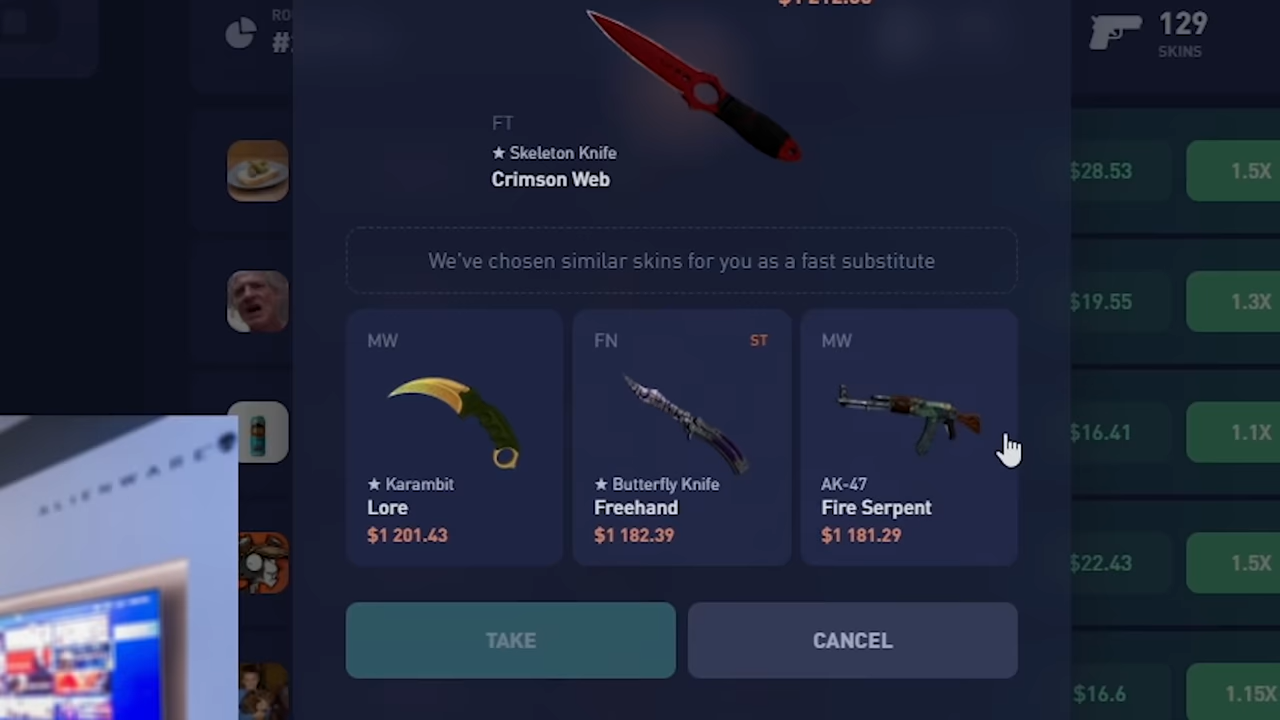 129
SKINS
FT
★ Skeleton Knife
Crimson Web
We've chosen similar skins for you as a fast substitute
MW
★ Karambit
Lore
$1 201.43
FN ST
★ Butterfly Knife
Freehand
$1 182.39
MW
AK-47
Fire Serpent
$1 181.29
TAKE
CANCEL
$28.53 1.5X
$19.55 1.3X
$16.41 1.1X
$22.43 1.5X
$16.6 1.15X
ALIENWARE